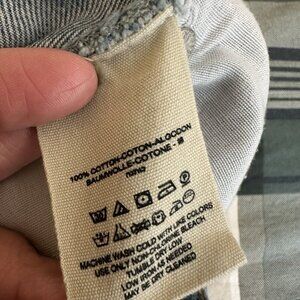 100% COTTON-COTON-ALGODON
BAUMWOLLE-COTONE-
MACHINE WASH COLD WITH LIKE COLORS
USE ONLY NON-CHLORINE BLEACH
TUMBLE DRY LOW
LOW IRON IF NEEDED
MAY BE DRY CLEANED